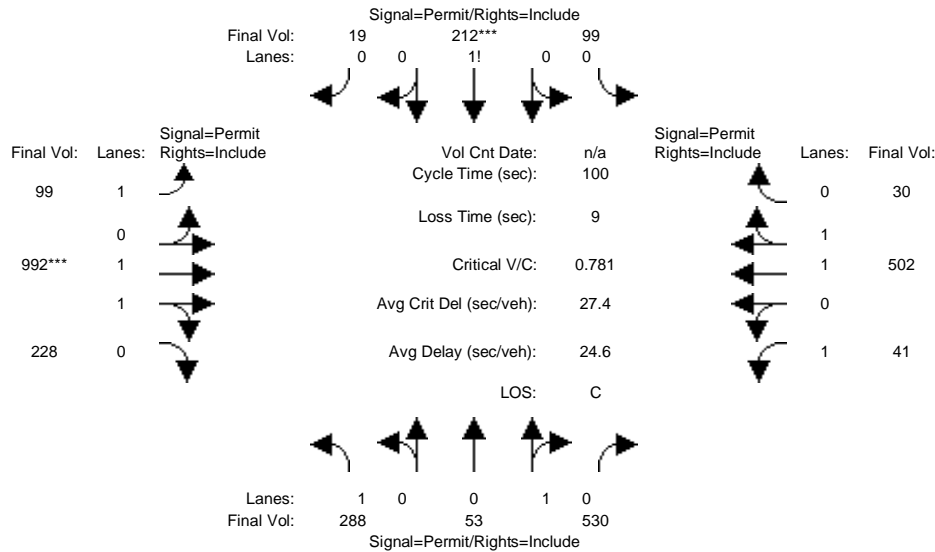 Signal=Permit/Rights=Include
Final Vol: 19 212*** 99
Lanes: 0 0 1! 0 0
Signal=Permit Signal=Permit
Final Vol: Lanes: Rights=Include Vol Cnt Date: n/a Rights=Include Lanes: Final Vol:
Cycle Time (sec): 100
99 1 0 30
Loss Time (sec): 9
0 1
992*** 1 Critical V/C: 0.781 1 502
1 Avg Crit Del (sec/veh): 27.4 0
228 0 Avg Delay (sec/veh): 24.6 1 41
LOS: C
Lanes: 1 0 0 1 0
Final Vol: 288 53 530
Signal=Permit/Rights=Include